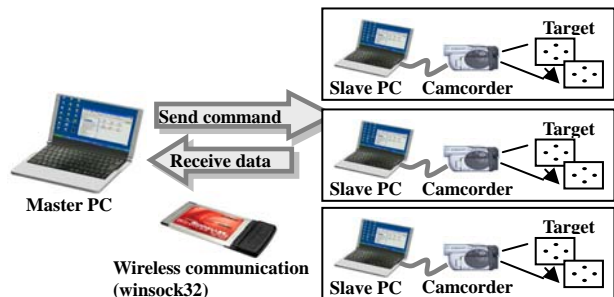 Send command
Receive data
Master PC
Wireless communication
(winsock32)
Target
Slave PC Camcorder
Target
Slave PC Camcorder
Target
Slave PC Camcorder